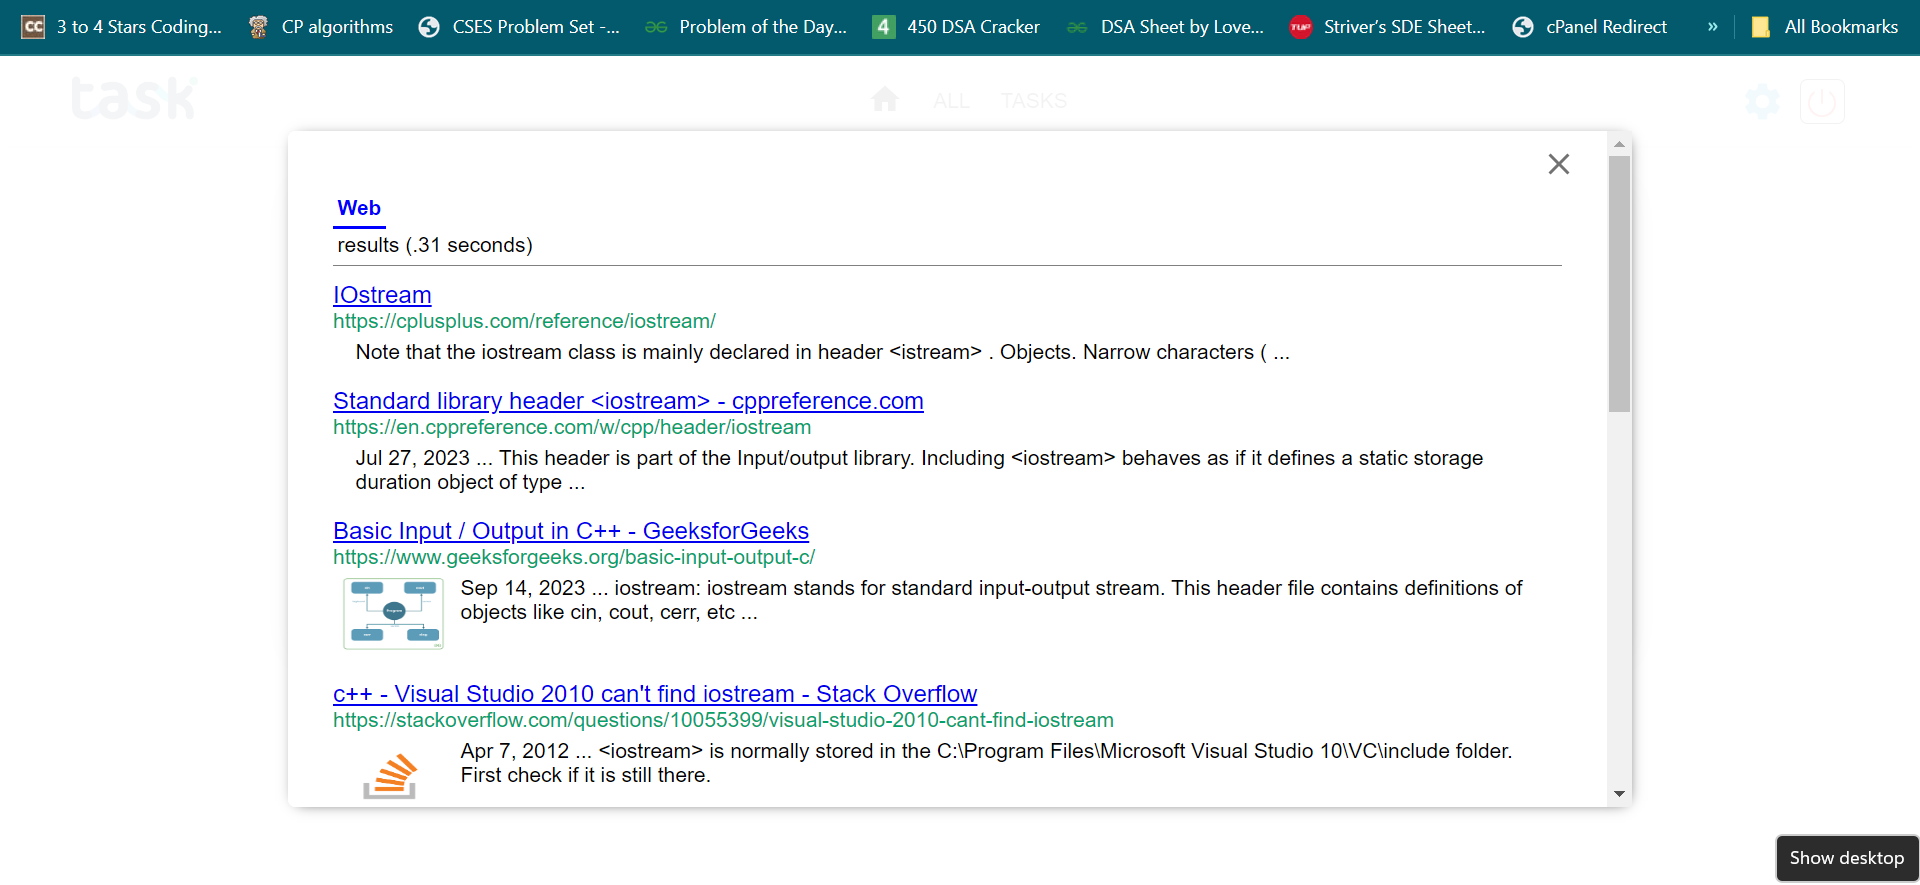 CC 3 to 4 Stars Coding... CP algorithms CSES Problem Set -... Problem of the Day... 4 450 DSA Cracker DSA Sheet by Love... TUF Striver’s SDE Sheet... cPanel Redirect » All Bookmarks
task ALL TASKS
Web
results (.31 seconds)
IOstream
https://cplusplus.com/reference/iostream/
Note that the iostream class is mainly declared in header <istream> . Objects. Narrow characters ( ...
Standard library header <iostream> - cppreference.com
https://en.cppreference.com/w/cpp/header/iostream
Jul 27, 2023 ... This header is part of the Input/output library. Including <iostream> behaves as if it defines a static storage
duration object of type ...
Basic Input / Output in C++ - GeeksforGeeks
https://www.geeksforgeeks.org/basic-input-output-c/
Sep 14, 2023 ... iostream: iostream stands for standard input-output stream. This header file contains definitions of
objects like cin, cout, cerr, etc ...
Program
c++ - Visual Studio 2010 can't find iostream - Stack Overflow
https://stackoverflow.com/questions/10055399/visual-studio-2010-cant-find-iostream
Apr 7, 2012 ... <iostream> is normally stored in the C:\Program Files\Microsoft Visual Studio 10\VC\include folder.
First check if it is still there.
Show desktop